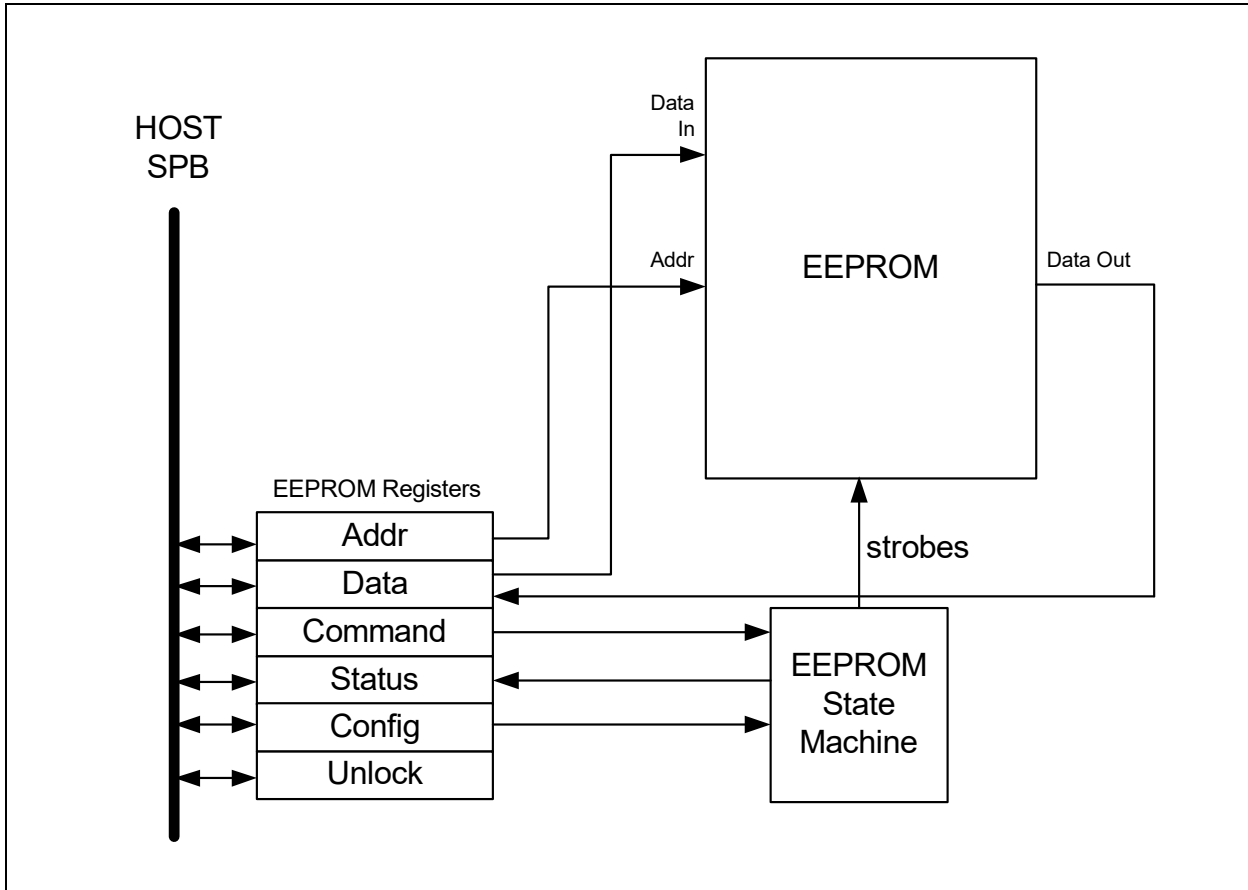 HOST
SPB
Data
In
Addr
EEPROM
Data Out
EEPROM Registers
Addr
Data
Command
Status
Config
Unlock
strobes
EEPROM
State
Machine